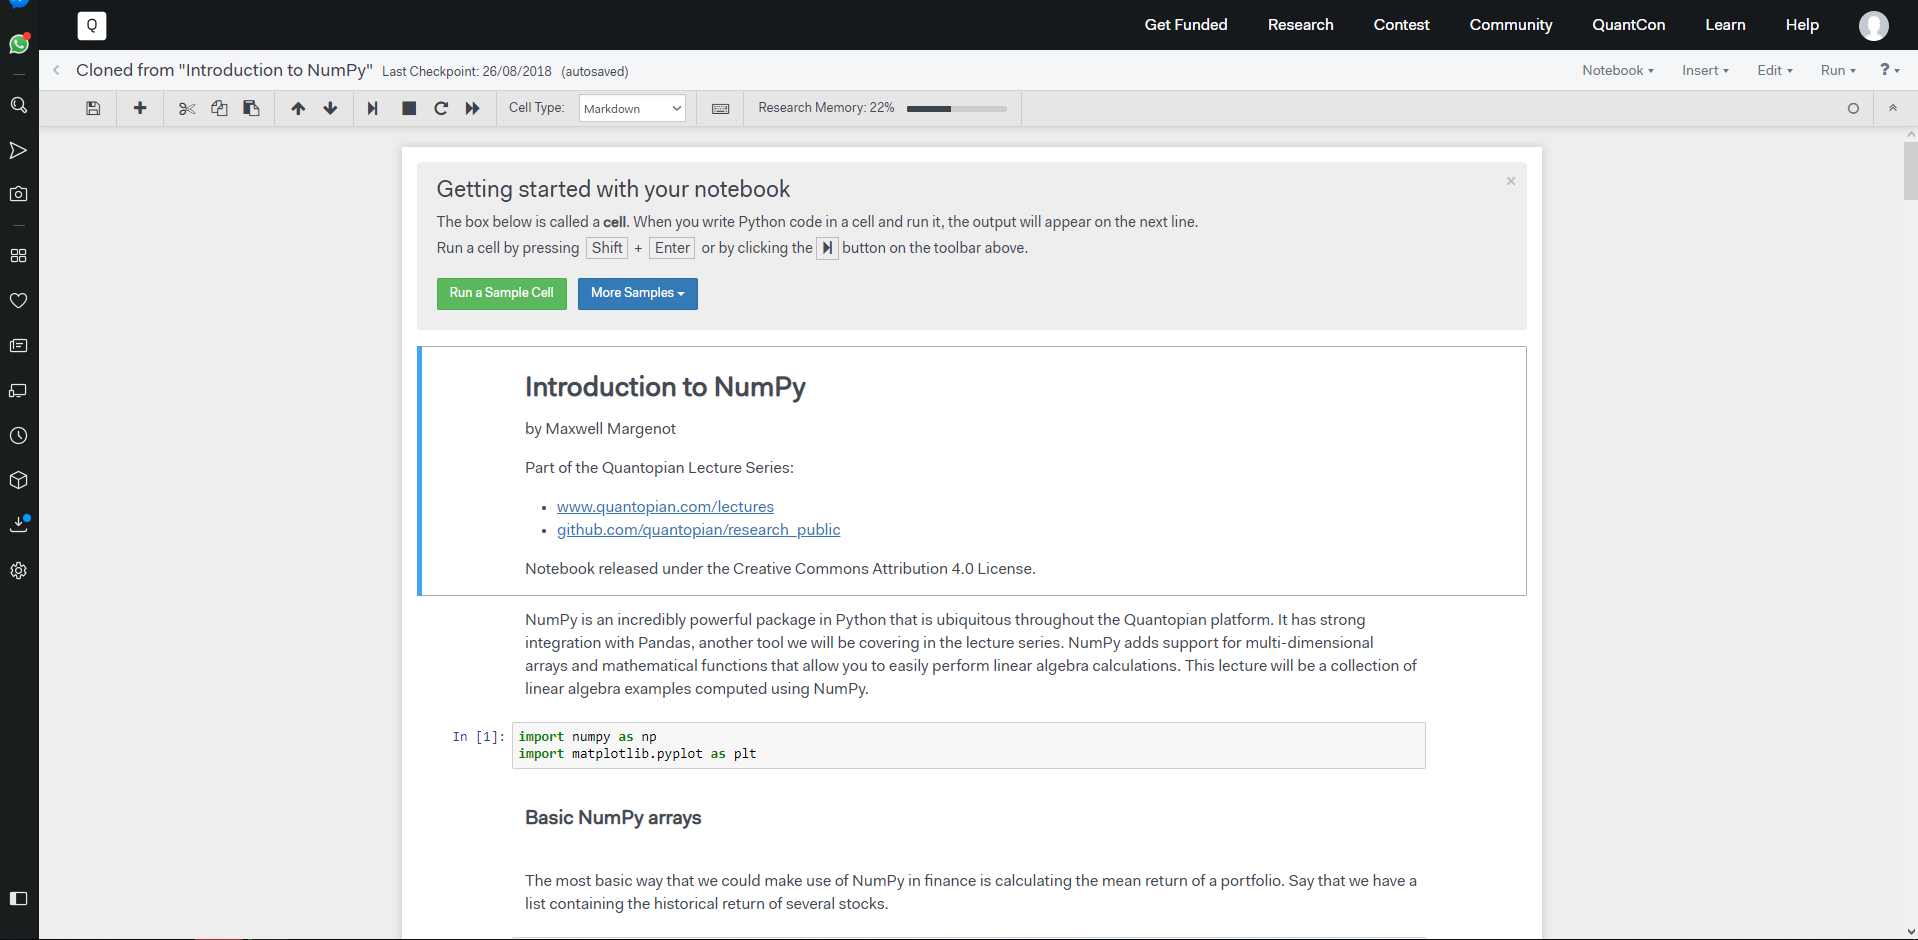 Q
Get Funded Research Contest Community QuantCon Learn Help
Cloned from "Introduction to NumPy" Last Checkpoint: 26/08/2018 (autosaved)
Notebook Insert Edit Run ?
Cell Type: Markdown Research Memory: 22%
Getting started with your notebook
The box below is called a cell. When you write Python code in a cell and run it, the output will appear on the next line.
Run a cell by pressing Shift + Enter or by clicking the button on the toolbar above.
Run a Sample Cell More Samples
Introduction to NumPy
by Maxwell Margenot
Part of the Quantopian Lecture Series:
• www.quantopian.com/lectures
• github.com/quantopian/research_public
Notebook released under the Creative Commons Attribution 4.0 License.
NumPy is an incredibly powerful package in Python that is ubiquitous throughout the Quantopian platform. It has strong
integration with Pandas, another tool we will be covering in the lecture series. NumPy adds support for multi-dimensional
arrays and mathematical functions that allow you to easily perform linear algebra calculations. This lecture will be a collection of
linear algebra examples computed using NumPy.
In [1]: import numpy as np
import matplotlib.pyplot as plt
Basic NumPy arrays
The most basic way that we could make use of NumPy in finance is calculating the mean return of a portfolio. Say that we have a
list containing the historical return of several stocks.